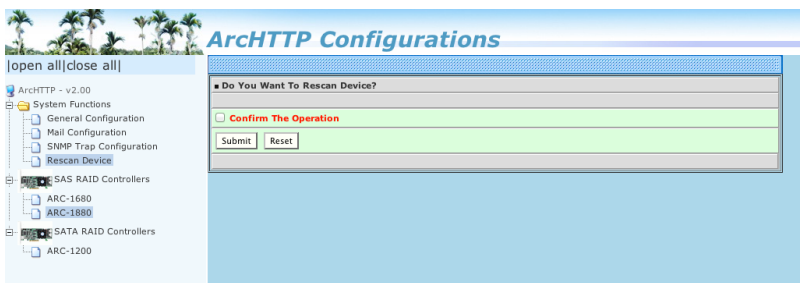 ArcHTTP Configurations
|open all|close all|
ArcHTTP - v2.00
System Functions
General Configuration
Mail Configuration
SNMP Trap Configuration
Rescan Device
SAS RAID Controllers
ARC-1680
ARC-1880
SATA RAID Controllers
ARC-1200
Do You Want To Rescan Device?
Confirm The Operation
Submit Reset